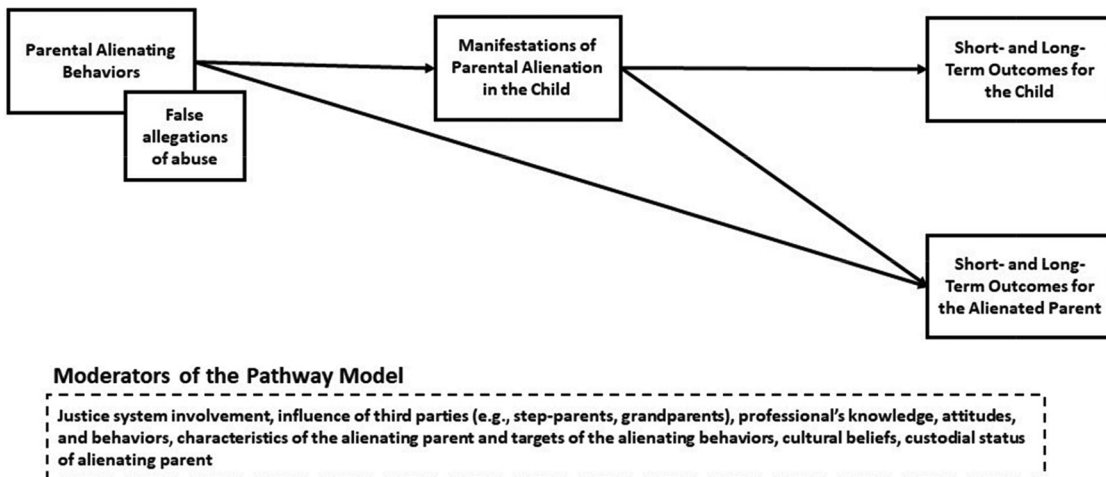 Parental Alienating
Behaviors
False
allegations
of abuse
Manifestations of
Parental Alienation
in the Child
Short- and Long-
Term Outcomes for
the Child
Short- and Long-
Term Outcomes for
the Alienated Parent
Moderators of the Pathway Model
Justice system involvement, influence of third parties (e.g., step-parents, grandparents), professional's knowledge, attitudes,
and behaviors, characteristics of the alienating parent and targets of the alienating behaviors, cultural beliefs, custodial status
of alienating parent